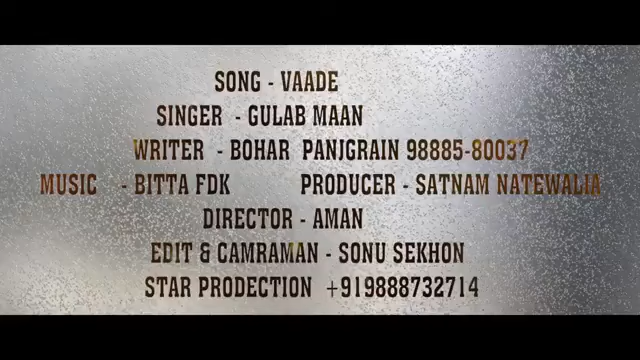 SONG - VAADE
SINGER - GULAB MAAN
WRITER - BOHAR PANJGRAIN 98885-80037
MUSIC - BITTA FDK PRODUCER - SATNAM NATEWALIA
DIRECTOR - AMAN
EDIT & CAMRAMAN - SONU SEKHON
STAR PRODECTION +919888732714